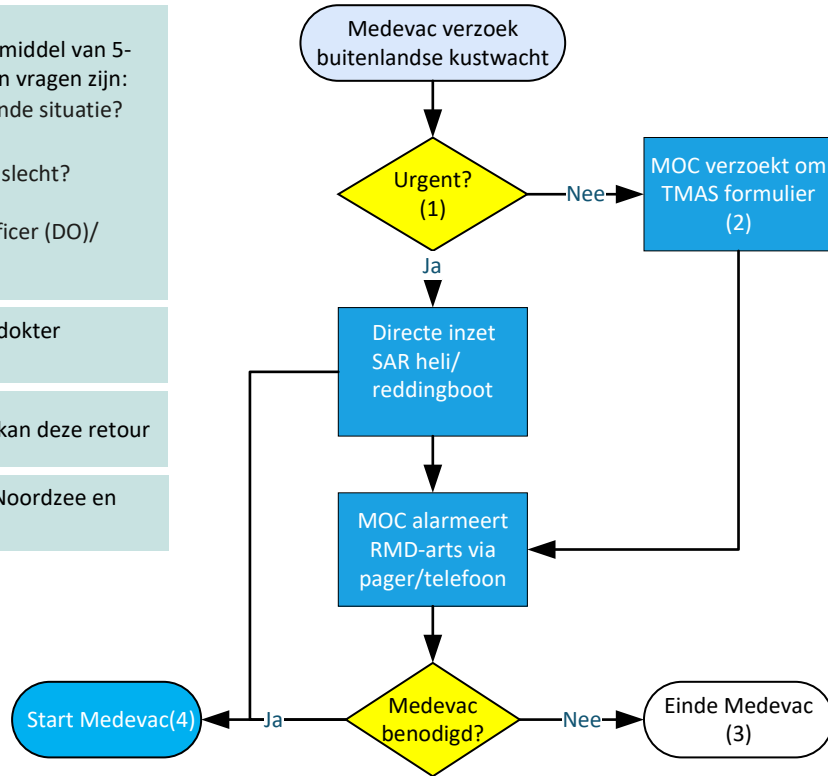 middel van 5-
n vragen zijn:
nde situatie?
slecht?
ficer (DO)/
dokter
kan deze retour
Noordzee en
Medevac verzoek
buitenlandse kustwacht
Urgent?
(1)
Nee
MOC verzoekt om
TMAS formulier
(2)
Ja
Directe inzet
SAR heli/
reddingboot
MOC alarmeert
RMD-arts via
pager/telefoon
Start Medevac(4)
Ja
Medevac
benodigd?
Nee
Einde Medevac
(3)